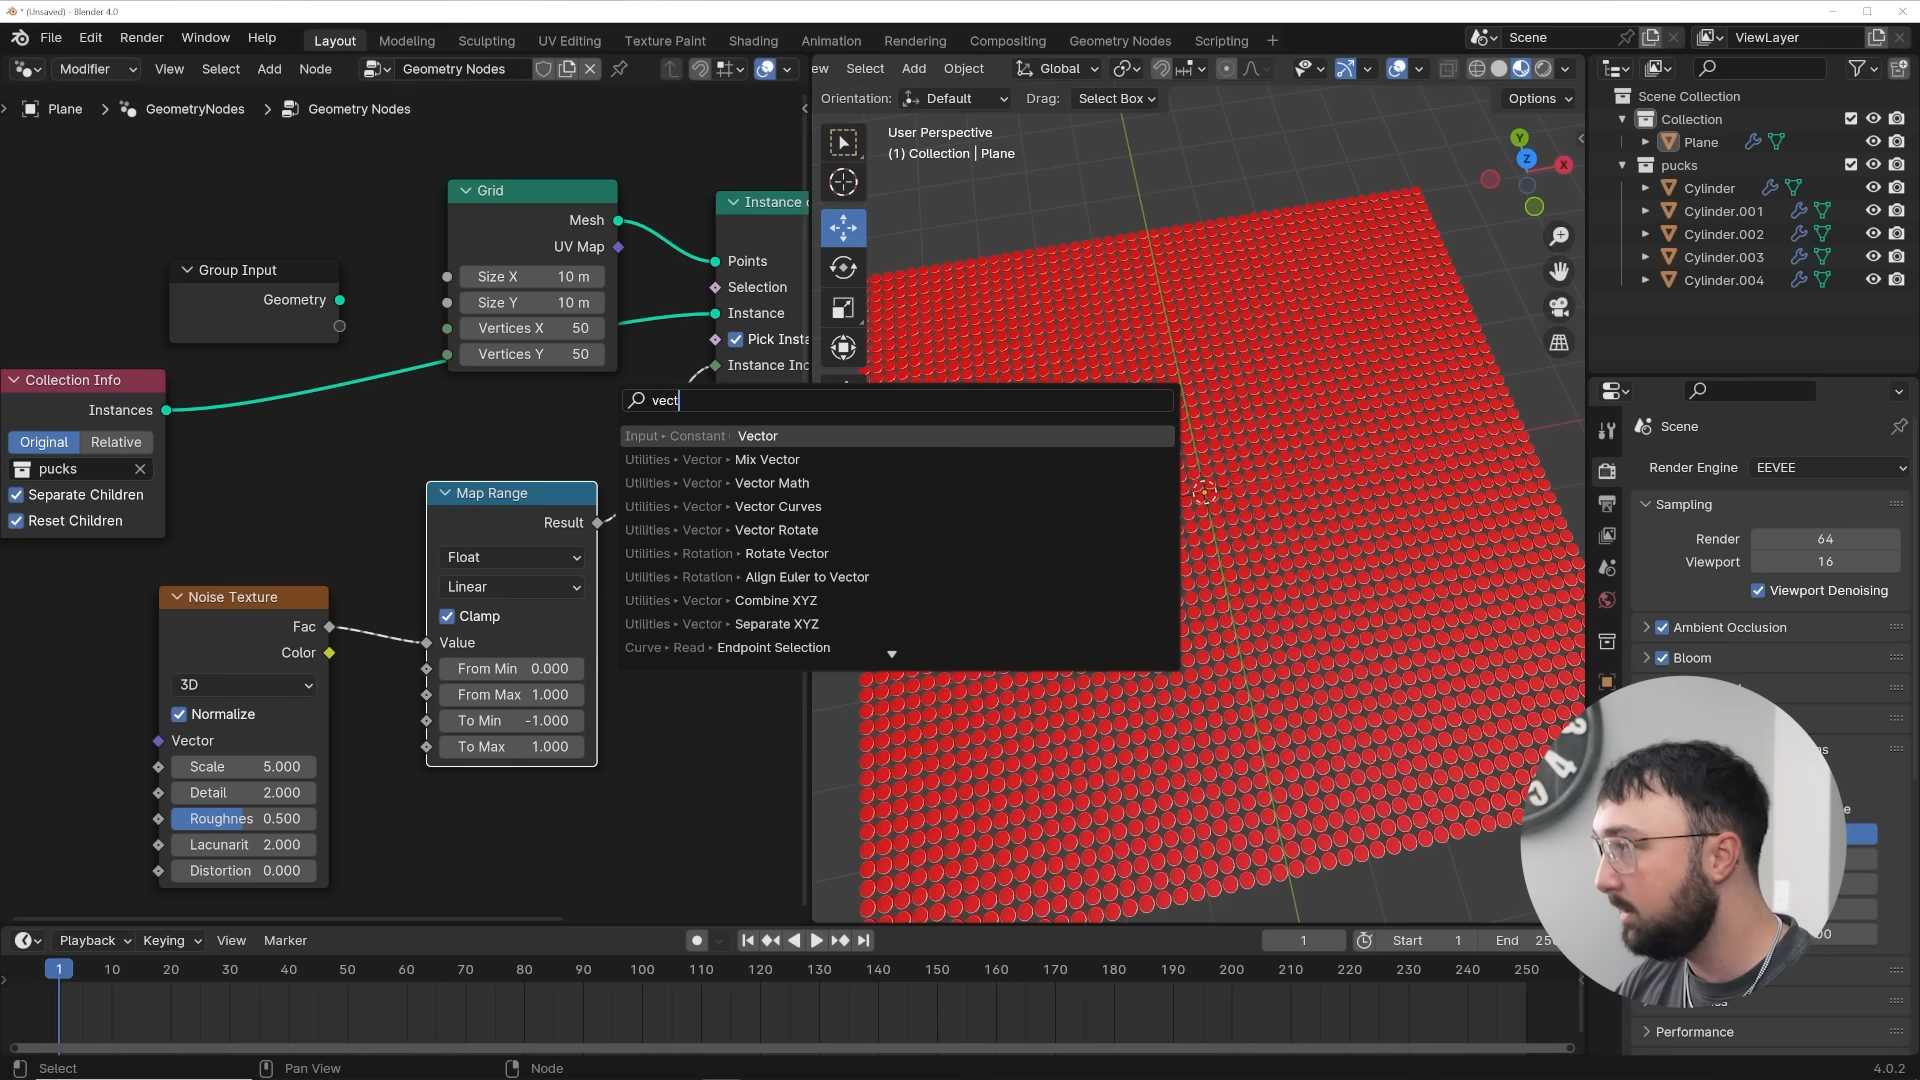 * (Unsaved) - Blender 4.0
File Edit Render Window Help
Layout Modeling Sculpting UV Editing Texture Paint Shading Animation Rendering Compositing Geometry Nodes Scripting +
Scene
ViewLayer
Modifier View Select Add Node
Geometry Nodes
ew Select Add Object
Global
Plane > GeometryNodes > Geometry Nodes
Orientation: Default Drag: Select Box
Options
User Perspective
(1) Collection | Plane
Y
Z
X
Scene Collection
Collection
Plane
pucks
Cylinder
Cylinder.001
Cylinder.002
Cylinder.003
Cylinder.004
Group Input
Geometry
Grid
Mesh
UV Map
Size X 10 m
Size Y 10 m
Vertices X 50
Vertices Y 50
Instance
Points
Selection
Instance
Pick Insta
Instance Inc
Collection Info
Instances
Original Relative
pucks
Separate Children
Reset Children
Map Range
Result
Float
Linear
Clamp
Value
From Min 0.000
From Max 1.000
To Min -1.000
To Max 1.000
Noise Texture
Fac
Color
3D
Normalize
Vector
Scale 5.000
Detail 2.000
Roughnes 0.500
Lacunarit 2.000
Distortion 0.000
vect
Input ▸ Constant ▸ Vector
Utilities ▸ Vector ▸ Mix Vector
Utilities ▸ Vector ▸ Vector Math
Utilities ▸ Vector ▸ Vector Curves
Utilities ▸ Vector ▸ Vector Rotate
Utilities ▸ Rotation ▸ Rotate Vector
Utilities ▸ Rotation ▸ Align Euler to Vector
Utilities ▸ Vector ▸ Combine XYZ
Utilities ▸ Vector ▸ Separate XYZ
Curve ▸ Read ▸ Endpoint Selection
Scene
Render Engine EEVEE
Sampling
Render 64
Viewport 16
Viewport Denoising
Ambient Occlusion
Bloom
Performance
Playback Keying View Marker
1
Start 1
End 25
1 10 20 30 40 50 60 70 80 90 100 110 120 130 140 150 160 170 180 190 200 210 220 230 240 250
Select
Pan View
Node
4.0.2